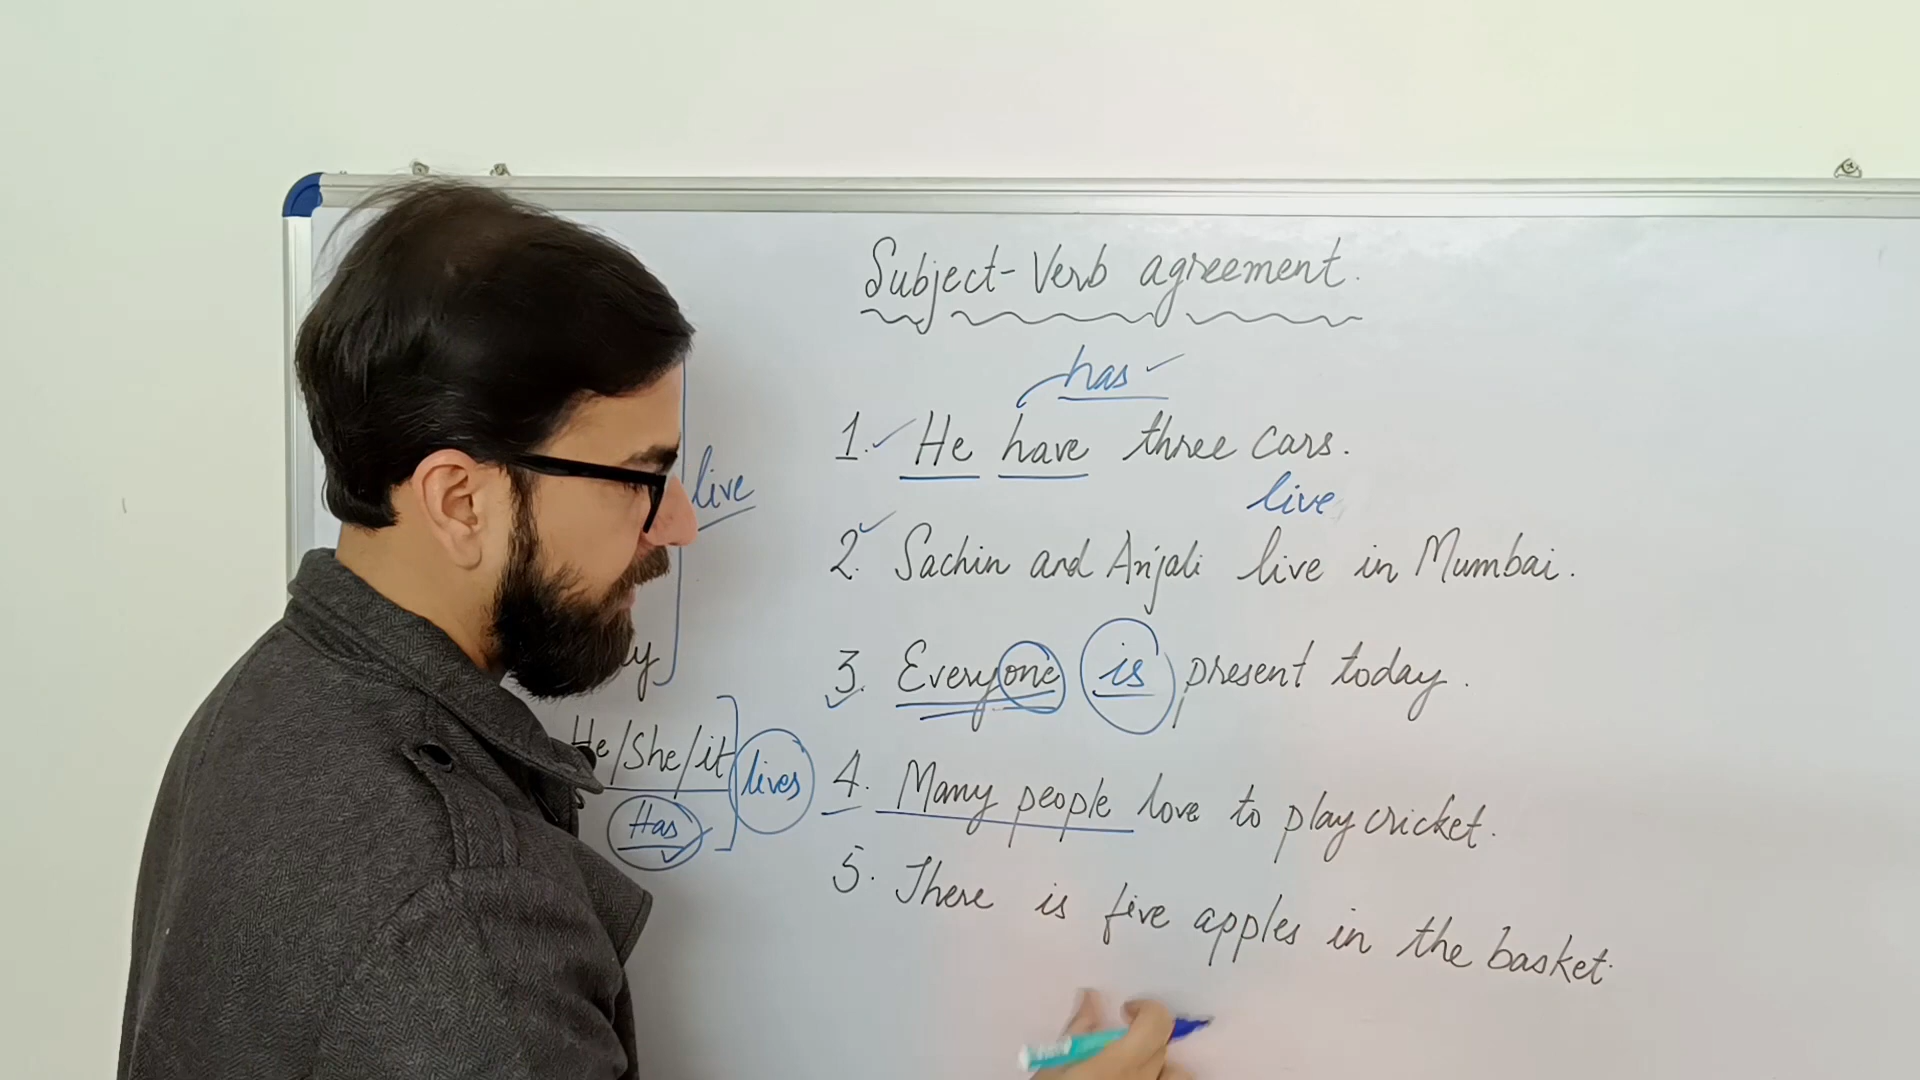 Subject-Verb agreement.
has
1. He have three cars.
live
2. Sachin and Anjali live in Mumbai.
3. Everyone is present today.
4. Many people love to play cricket.
5. There is five apples in the basket.
live
He/She/it
lives
Has